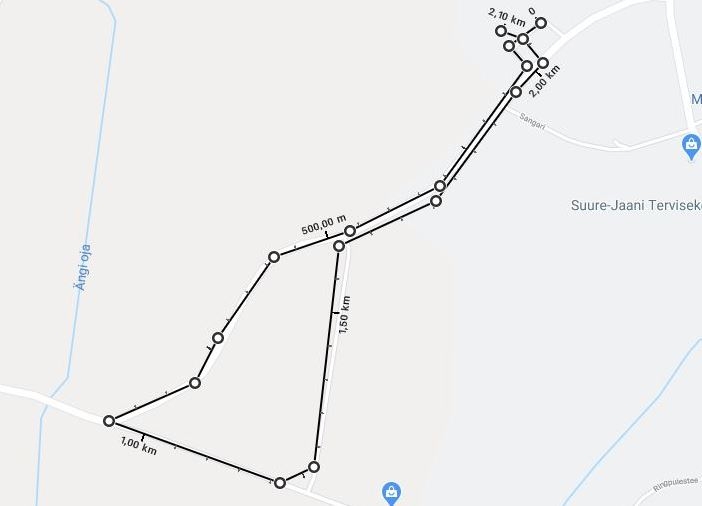 0
2,10 km
2,00 km
M
Sangari
Suure-Jaani Tervisek
500,00 m
Ängi oja
1,50 km
1,00 km
Ringpuiestee